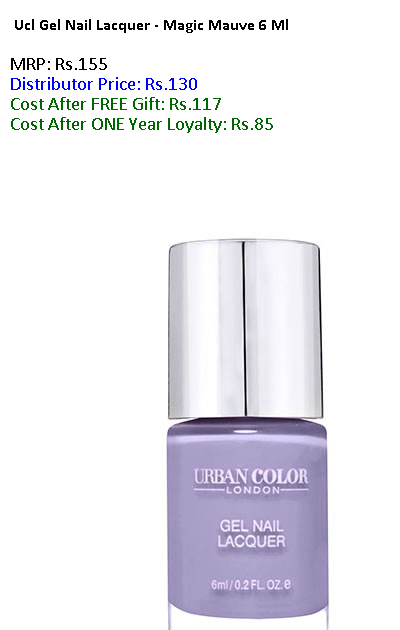 Ucl Gel Nail Lacquer - Magic Mauve 6 Ml
MRP: Rs.155
Distributor Price: Rs.130
Cost After FREE Gift: Rs.117
Cost After ONE Year Loyalty: Rs.85
URBAN COLOR
LONDON
GEL NAIL
LACQUER
6ml/0.2 FL. OZ. e